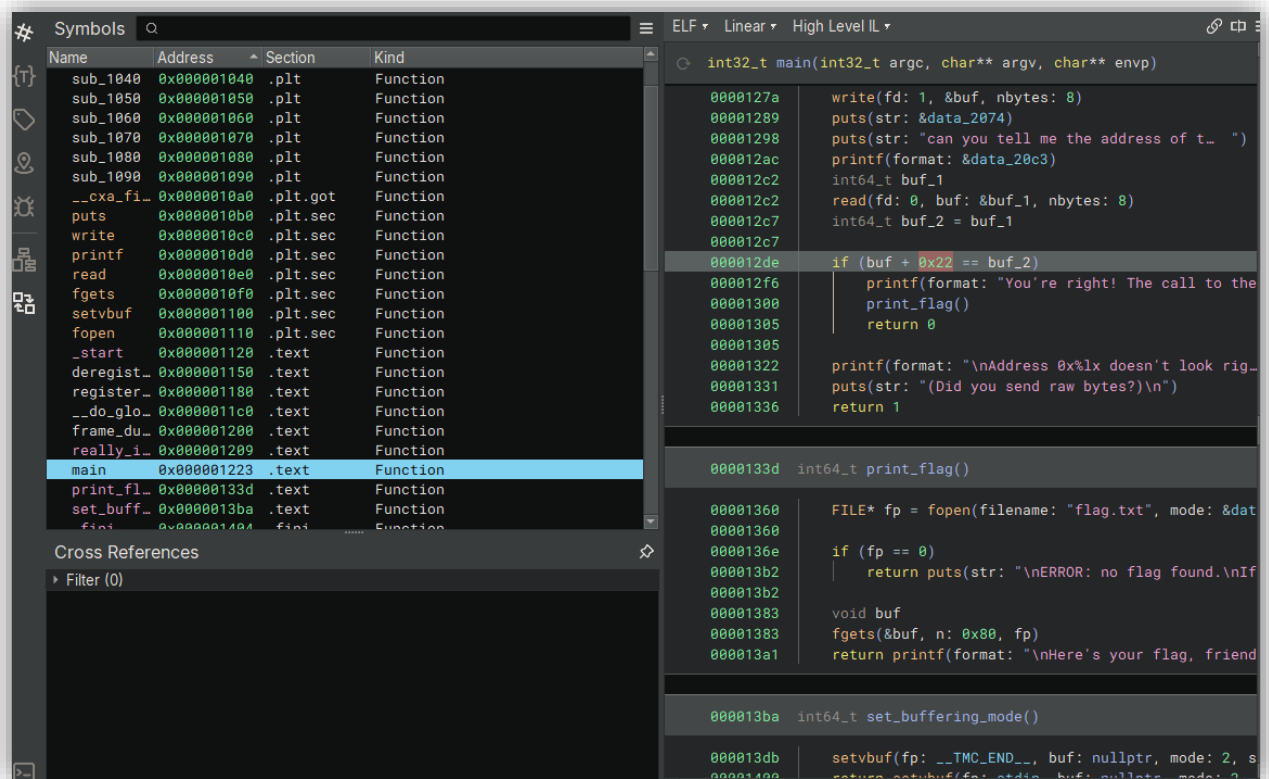 Symbols
Name Address Section Kind
sub_1040 0x000001040 .plt Function
sub_1050 0x000001050 .plt Function
sub_1060 0x000001060 .plt Function
sub_1070 0x000001070 .plt Function
sub_1080 0x000001080 .plt Function
sub_1090 0x000001090 .plt Function
__cxa_fi… 0x0000010a0 .plt.got Function
puts 0x0000010b0 .plt.sec Function
write 0x0000010c0 .plt.sec Function
printf 0x0000010d0 .plt.sec Function
read 0x0000010e0 .plt.sec Function
fgets 0x0000010f0 .plt.sec Function
setvbuf 0x000001100 .plt.sec Function
fopen 0x000001110 .plt.sec Function
_start 0x000001120 .text Function
deregist… 0x000001150 .text Function
register… 0x000001180 .text Function
__do_glo… 0x0000011c0 .text Function
frame_du… 0x000001200 .text Function
really_i… 0x000001209 .text Function
main 0x000001223 .text Function
print_fl… 0x00000133d .text Function
set_buff… 0x0000013ba .text Function
_fini 0x000001404 .fini Function
Cross References
Filter (0)
ELF Linear High Level IL
int32_t main(int32_t argc, char** argv, char** envp)
0000127a write(fd: 1, &buf, nbytes: 8)
00001289 puts(str: &data_2074)
00001298 puts(str: "can you tell me the address of t… ")
000012ac printf(format: &data_20c3)
000012c2 int64_t buf_1
000012c2 read(fd: 0, buf: &buf_1, nbytes: 8)
000012c7 int64_t buf_2 = buf_1
000012c7
000012de if (buf + 0x22 == buf_2)
000012f6 printf(format: "You're right! The call to the
00001300 print_flag()
00001305 return 0
00001305
00001322 printf(format: "\nAddress 0x%lx doesn't look rig…
00001331 puts(str: "(Did you send raw bytes?)\n")
00001336 return 1
0000133d int64_t print_flag()
00001360 FILE* fp = fopen(filename: "flag.txt", mode: &dat
00001360
0000136e if (fp == 0)
000013b2 return puts(str: "\nERROR: no flag found.\nIf
000013b2
00001383 void buf
00001383 fgets(&buf, n: 0x80, fp)
000013a1 return printf(format: "\nHere's your flag, friend
000013ba int64_t set_buffering_mode()
000013db setvbuf(fp: __TMC_END__, buf: nullptr, mode: 2, s
00001400 return setvbuf(fp: stdin, buf: nullptr, mode: 2